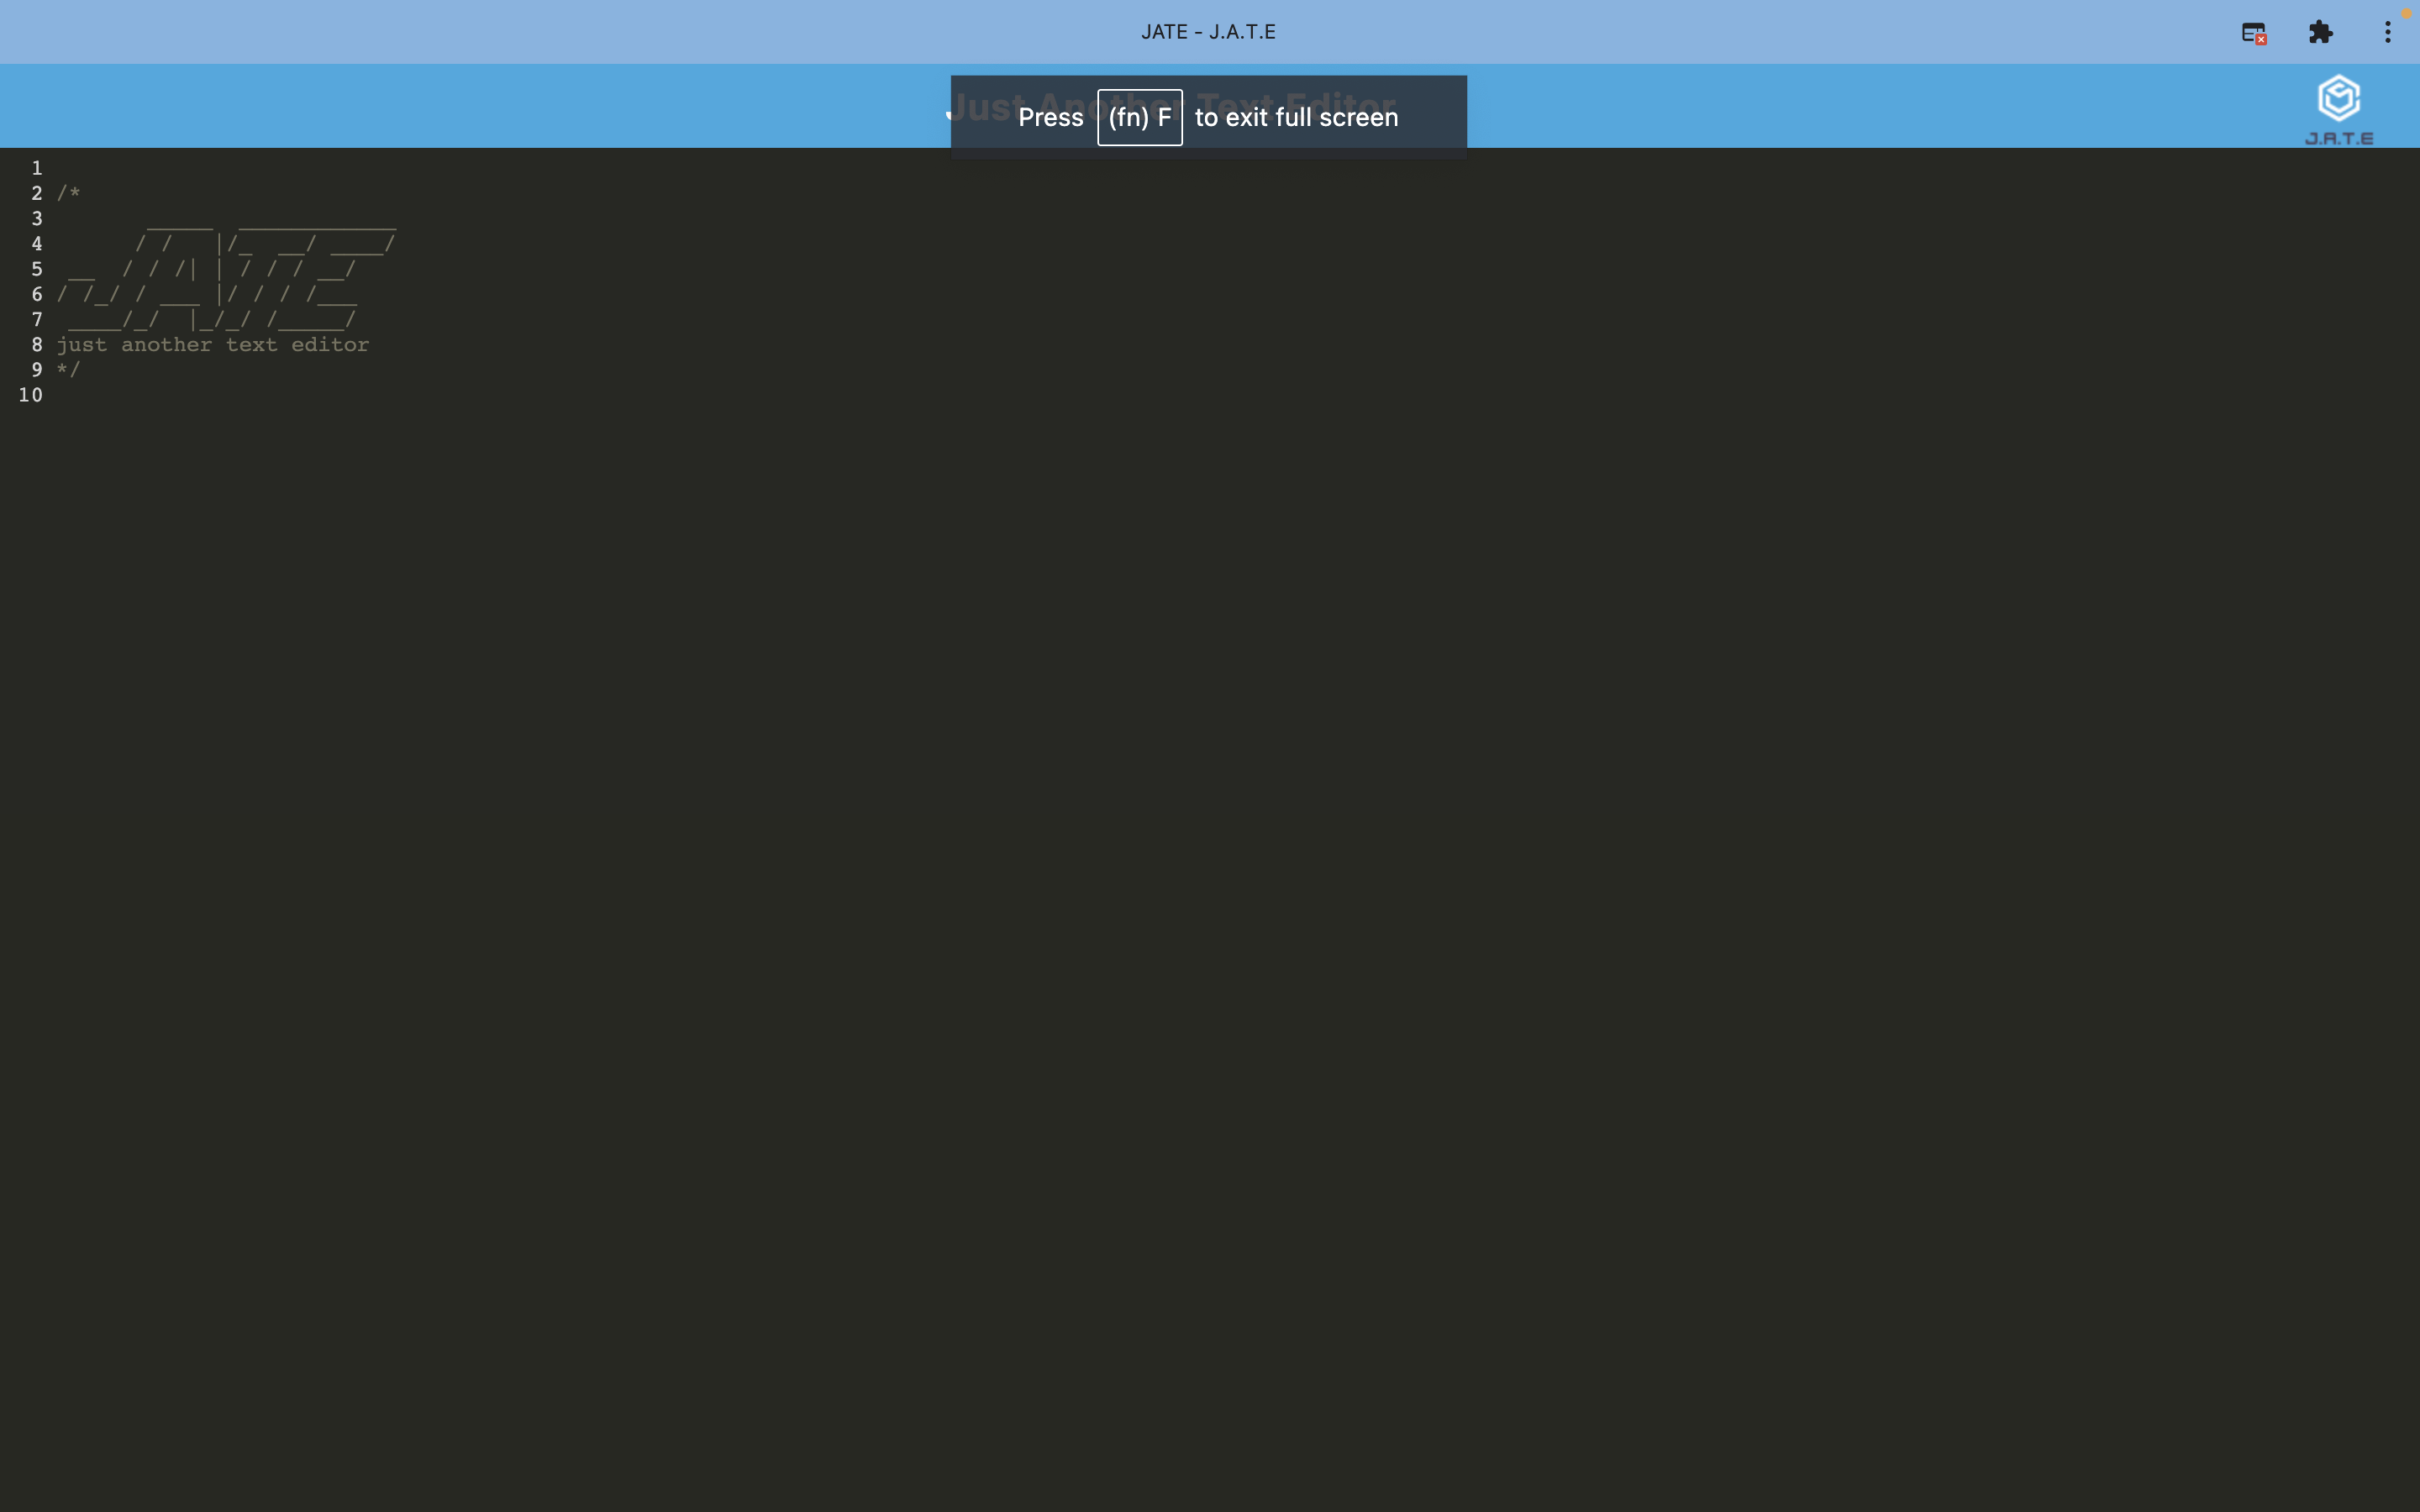 JATE - J.A.T.E
Just Another Text Editor
Press (fn) F to exit full screen
J.A.T.E
1
2 /*
3      _____  ____________
4      / /   |/_  __/ ____/
5 __  / / /| | / / / __/
6 / /_/ / ___ |/ / / /___
7 ____/_/  |_/_/ /_____/
8 just another text editor
9 */
10